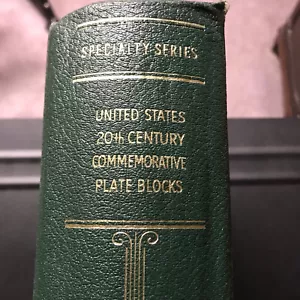 SPECIALTY SERIES
UNITED STATES
20th CENTURY
COMMEMORATIVE
PLATE BLOCKS